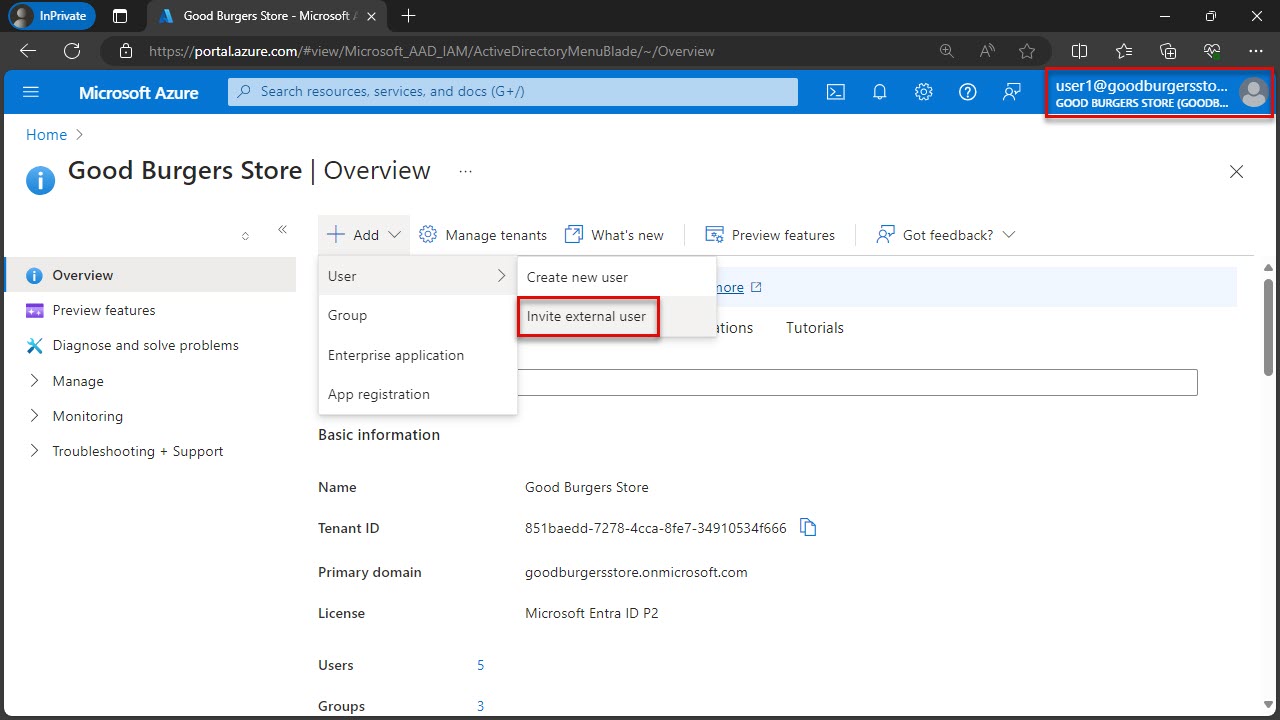 InPrivate
Good Burgers Store - Microsoft A
https://portal.azure.com/#view/Microsoft_AAD_IAM/ActiveDirectoryMenuBlade/~/Overview
Microsoft Azure
Search resources, services, and docs (G+/)
user1@goodburgerssto...
GOOD BURGERS STORE (GOODB...
Home
Good Burgers Store | Overview
...
Add
Manage tenants
What's new
Preview features
Got feedback?
Overview
Preview features
Diagnose and solve problems
Manage
Monitoring
Troubleshooting + Support
User
Group
Enterprise application
App registration
Create new user
Invite external user
more
Tutorials
Basic information
Name Good Burgers Store
Tenant ID 851baedd-7278-4cca-8fe7-34910534f666
Primary domain goodburgersstore.onmicrosoft.com
License Microsoft Entra ID P2
Users 5
Groups 3